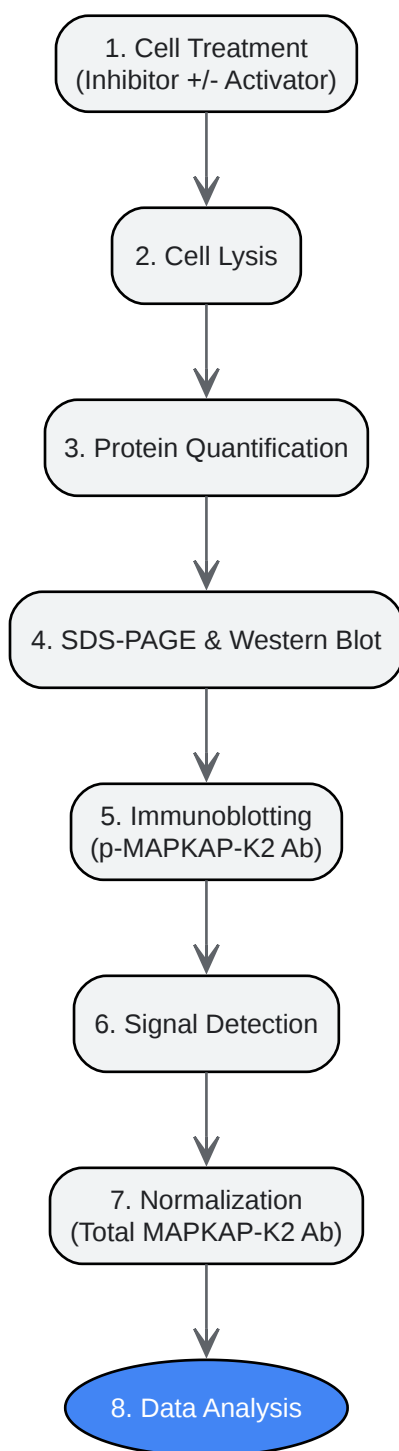 1. Cell Treatment
(Inhibitor +/- Activator)
2. Cell Lysis
3. Protein Quantification
4. SDS-PAGE & Western Blot
5. Immunoblotting
(p-MAPKAP-K2 Ab)
6. Signal Detection
7. Normalization
(Total MAPKAP-K2 Ab)
8. Data Analysis